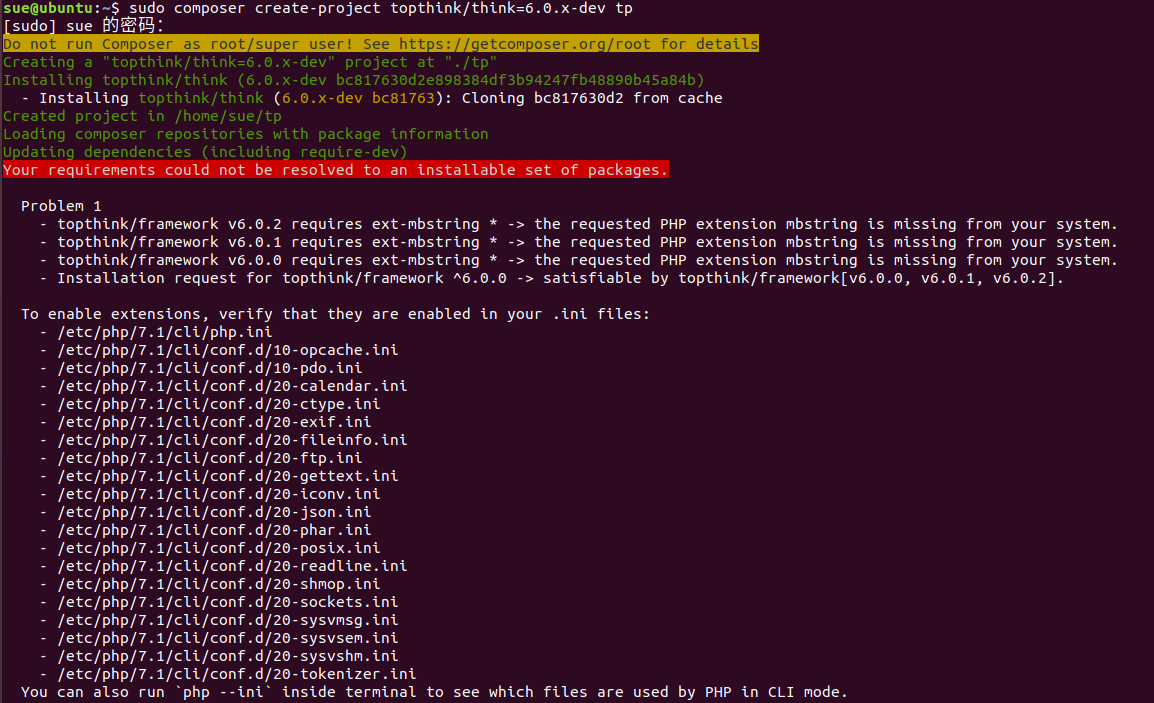 sue@ubuntu:~$ sudo composer create-project topthink/think=6.0.x-dev tp
[sudo] sue 的密码：
Do not run Composer as root/super user! See https://getcomposer.org/root for details
Creating a "topthink/think=6.0.x-dev" project at "./tp"
Installing topthink/think (6.0.x-dev bc817630d2e898384df3b94247fb48890b45a84b)
  - Installing topthink/think (6.0.x-dev bc81763): Cloning bc817630d2 from cache
Created project in /home/sue/tp
Loading composer repositories with package information
Updating dependencies (including require-dev)
Your requirements could not be resolved to an installable set of packages.
  Problem 1
    - topthink/framework v6.0.2 requires ext-mbstring * -> the requested PHP extension mbstring is missing from your system.
    - topthink/framework v6.0.1 requires ext-mbstring * -> the requested PHP extension mbstring is missing from your system.
    - topthink/framework v6.0.0 requires ext-mbstring * -> the requested PHP extension mbstring is missing from your system.
    - Installation request for topthink/framework ^6.0.0 -> satisfiable by topthink/framework[v6.0.0, v6.0.1, v6.0.2].
  To enable extensions, verify that they are enabled in your .ini files:
    - /etc/php/7.1/cli/php.ini
    - /etc/php/7.1/cli/conf.d/10-opcache.ini
    - /etc/php/7.1/cli/conf.d/10-pdo.ini
    - /etc/php/7.1/cli/conf.d/20-calendar.ini
    - /etc/php/7.1/cli/conf.d/20-ctype.ini
    - /etc/php/7.1/cli/conf.d/20-exif.ini
    - /etc/php/7.1/cli/conf.d/20-fileinfo.ini
    - /etc/php/7.1/cli/conf.d/20-ftp.ini
    - /etc/php/7.1/cli/conf.d/20-gettext.ini
    - /etc/php/7.1/cli/conf.d/20-iconv.ini
    - /etc/php/7.1/cli/conf.d/20-json.ini
    - /etc/php/7.1/cli/conf.d/20-phar.ini
    - /etc/php/7.1/cli/conf.d/20-posix.ini
    - /etc/php/7.1/cli/conf.d/20-readline.ini
    - /etc/php/7.1/cli/conf.d/20-shmop.ini
    - /etc/php/7.1/cli/conf.d/20-sockets.ini
    - /etc/php/7.1/cli/conf.d/20-sysvmsg.ini
    - /etc/php/7.1/cli/conf.d/20-sysvsem.ini
    - /etc/php/7.1/cli/conf.d/20-sysvshm.ini
    - /etc/php/7.1/cli/conf.d/20-tokenizer.ini
  You can also run `php --ini` inside terminal to see which files are used by PHP in CLI mode.